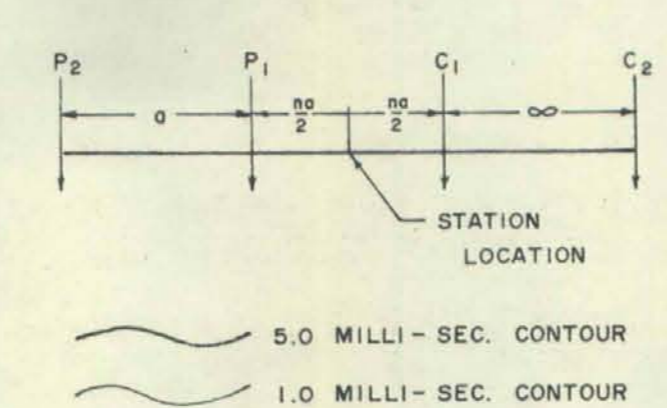 P2 P1 C1 C2
a na/2 na/2 ∞
STATION
LOCATION
5.0 MILLI-SEC. CONTOUR
1.0 MILLI-SEC. CONTOUR